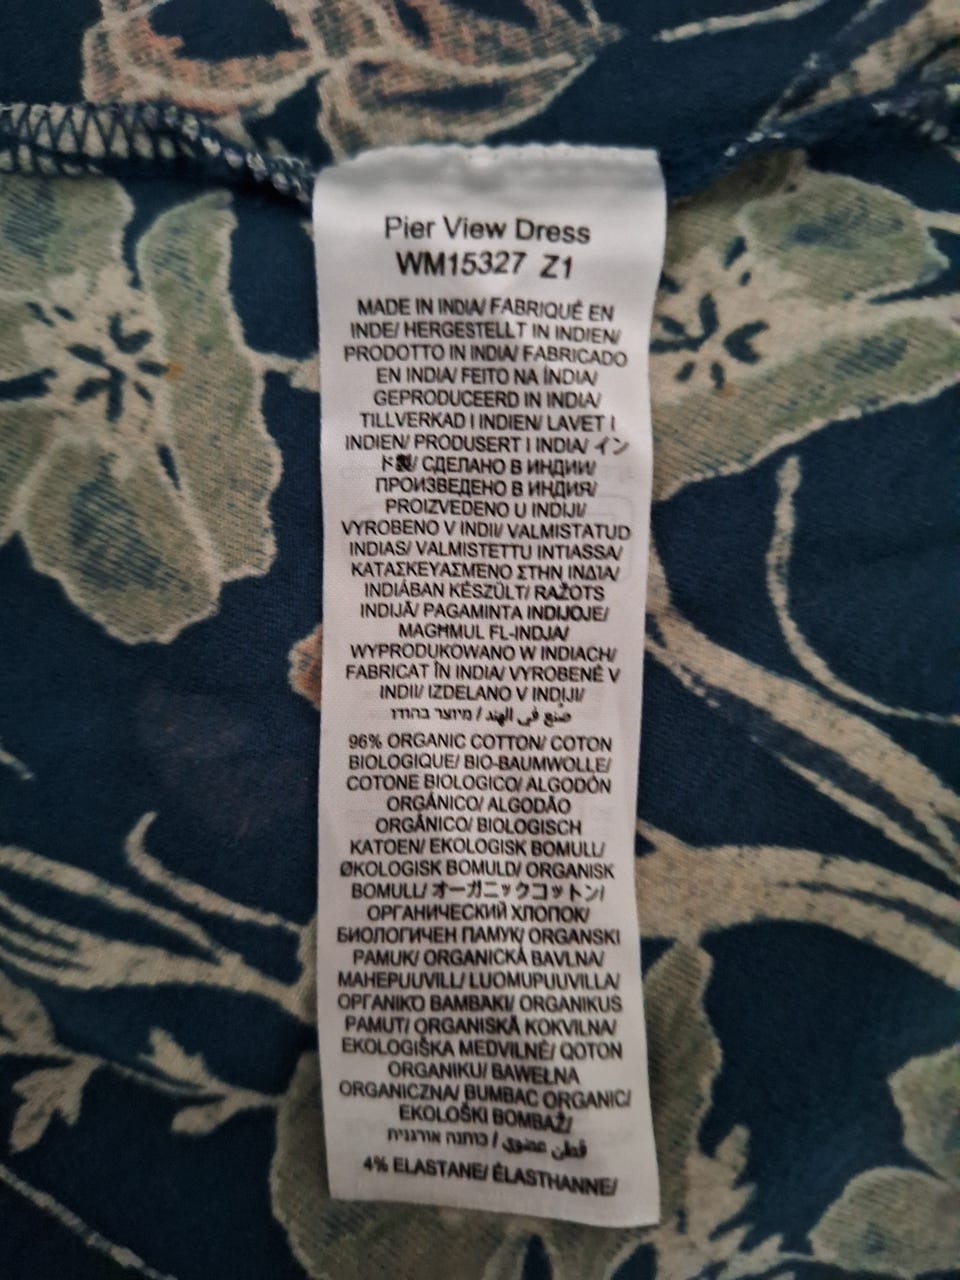 Pier View Dress
WM15327 Z1
MADE IN INDIA/ FABRIQUÉ EN
INDE/ HERGESTELLT IN INDIEN/
PRODOTTO IN INDIA/ FABRICADO
EN INDIA/ FEITO NA ÍNDIA/
GEPRODUCEERD IN INDIA/
TILLVERKAD I INDIEN/ LAVET I
INDIEN/ PRODUSERT I INDIA/ イン
ド製/ СДЕЛАНО В ИНДИИ/
ПРОИЗВЕДЕНО В ИНДИЯ/
PROIZVEDENO U INDIJI/
VYROBENO V INDII/ VALMISTATUD
INDIAS/ VALMISTETTU INTIASSA/
ΚΑΤΑΣΚΕΥΑΣΜΕΝΟ ΣΤΗΝ ΙΝΔΙΑ/
INDIÁBAN KÉSZÜLT/ RAŽOTS
INDIJĀ/ PAGAMINTA INDIJOJE/
MAGĦMUL FL-INDJA/
WYPRODUKOWANO W INDIACH/
FABRICAT ÎN INDIA/ VYROBENÉ V
INDII/ IZDELANO V INDIJI/
صنع في الهند / מיוצר בהודו
96% ORGANIC COTTON/ COTON
BIOLOGIQUE/ BIO-BAUMWOLLE/
COTONE BIOLOGICO/ ALGODÓN
ORGÁNICO/ ALGODÃO
ORGÂNICO/ BIOLOGISCH
KATOEN/ EKOLOGISK BOMULL/
ØKOLOGISK BOMULD/ ORGANISK
BOMULL/ オーガニックコットン/
ОРГАНИЧЕСКИЙ ХЛОПОК/
БИОЛОГИЧЕН ПАМУК/ ORGANSKI
PAMUK/ ORGANICKÁ BAVLNA/
MAHEPUUVILL/ LUOMUPUUVILLA/
ΟΡΓΑΝΙΚΌ ΒΑΜΒΑΚΙ/ ORGANIKUS
PAMUT/ ORGANISKĀ KOKVILNA/
EKOLOGIŠKA MEDVILNĖ/ QOTON
ORGANIKU/ BAWEŁNA
ORGANICZNA/ BUMBAC ORGANIC/
EKOLOŠKI BOMBAŽ/
قطن عضوي / כותנה אורגנית
4% ELASTANE/ ÉLASTHANNE/